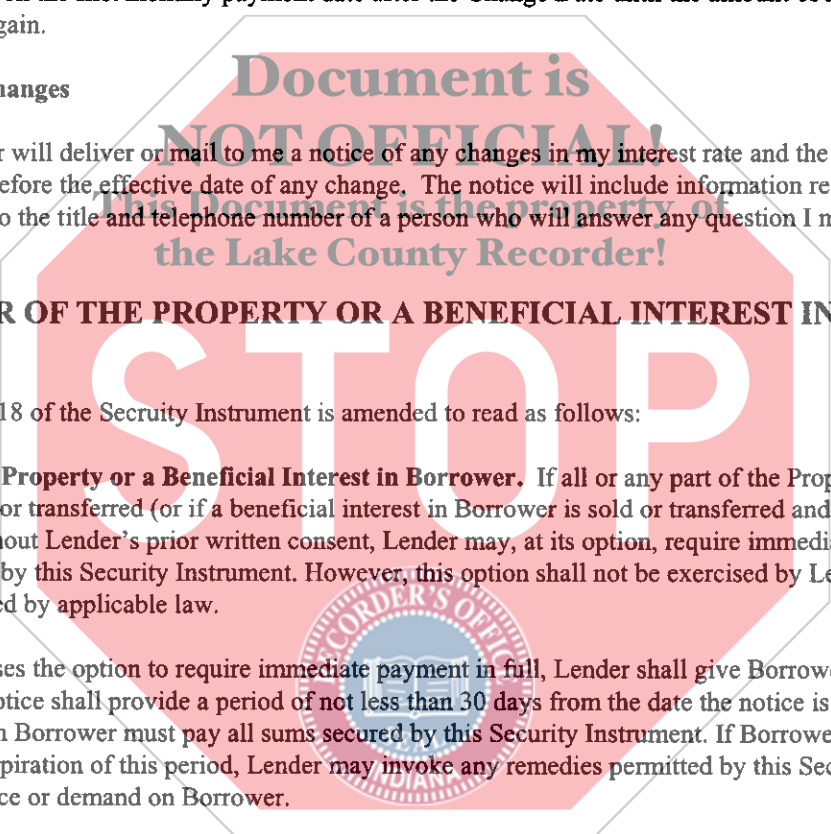 gain.
Document is
hanges
NOT OFFICIAL!
r will deliver or mail to me a notice of any changes in my interest rate and the
efore the effective date of any change. The notice will include information re
This Document is the property of
o the title and telephone number of a person who will answer any question I m
the Lake County Recorder!
R OF THE PROPERTY OR A BENEFICIAL INTEREST IN
STOP
18 of the Secruity Instrument is amended to read as follows:
Property or a Beneficial Interest in Borrower. If all or any part of the Prop
or transferred (or if a beneficial interest in Borrower is sold or transferred and
out Lender's prior written consent, Lender may, at its option, require immedi
by this Security Instrument. However, this option shall not be exercised by Le
d by applicable law.
RECORDER'S OFFIC
ses the option to require immediate payment in full, Lender shall give Borrowe
otice shall provide a period of not less than 30 days from the date the notice is
n Borrower must pay all sums secured by this Security Instrument. If Borrowe
piration of this period, Lender may invoke any remedies permitted by this Sec
INDIANA
ce or demand on Borrower.